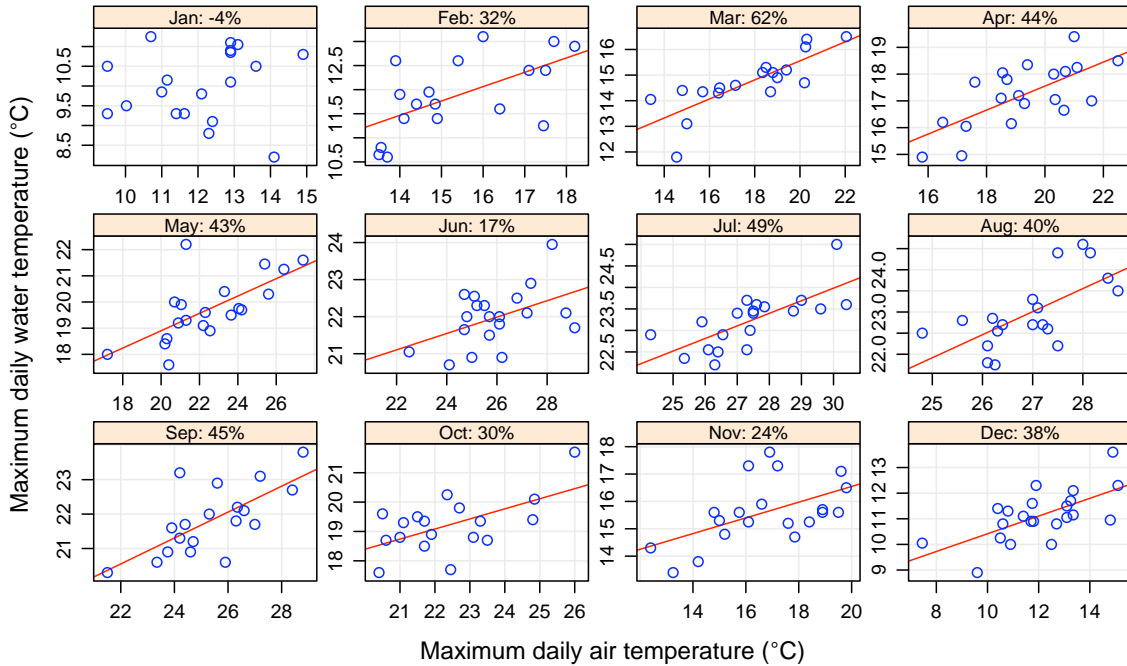 Jan: -4%
Feb: 32%
Mar: 62%
Apr: 44%
8.5 9.5 10.5
10 11 12 13 14 15
10.5 11.5 12.5
14 15 16 17 18
12 13 14 15 16
14 16 18 20 22
15 16 17 18 19
16 18 20 22
May: 43%
Jun: 17%
Jul: 49%
Aug: 40%
18 19 20 21 22
18 20 22 24 26
21 22 23 24
22 24 26 28
22.5 23.5 24.5
25 26 27 28 29 30
22.0 23.0 24.0
25 26 27 28
Sep: 45%
Oct: 30%
Nov: 24%
Dec: 38%
21 22 23
22 24 26 28
18 19 20 21
21 22 23 24 25 26
14 15 16 17 18
14 16 18 20
9 10 11 12 13
8 10 12 14
Maximum daily water temperature (°C)
Maximum daily air temperature (°C)